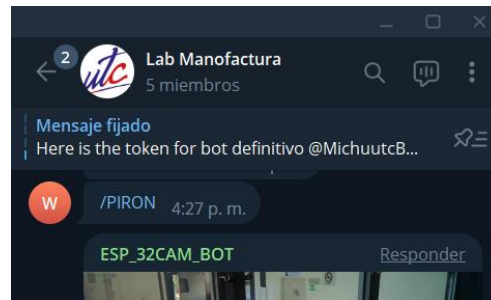 2
utc
Lab Manofactura
5 miembros
Mensaje fijado
Here is the token for bot definitivo @MichuutcB...
W
/PIRON 4:27 p. m.
ESP_32CAM_BOT Responder